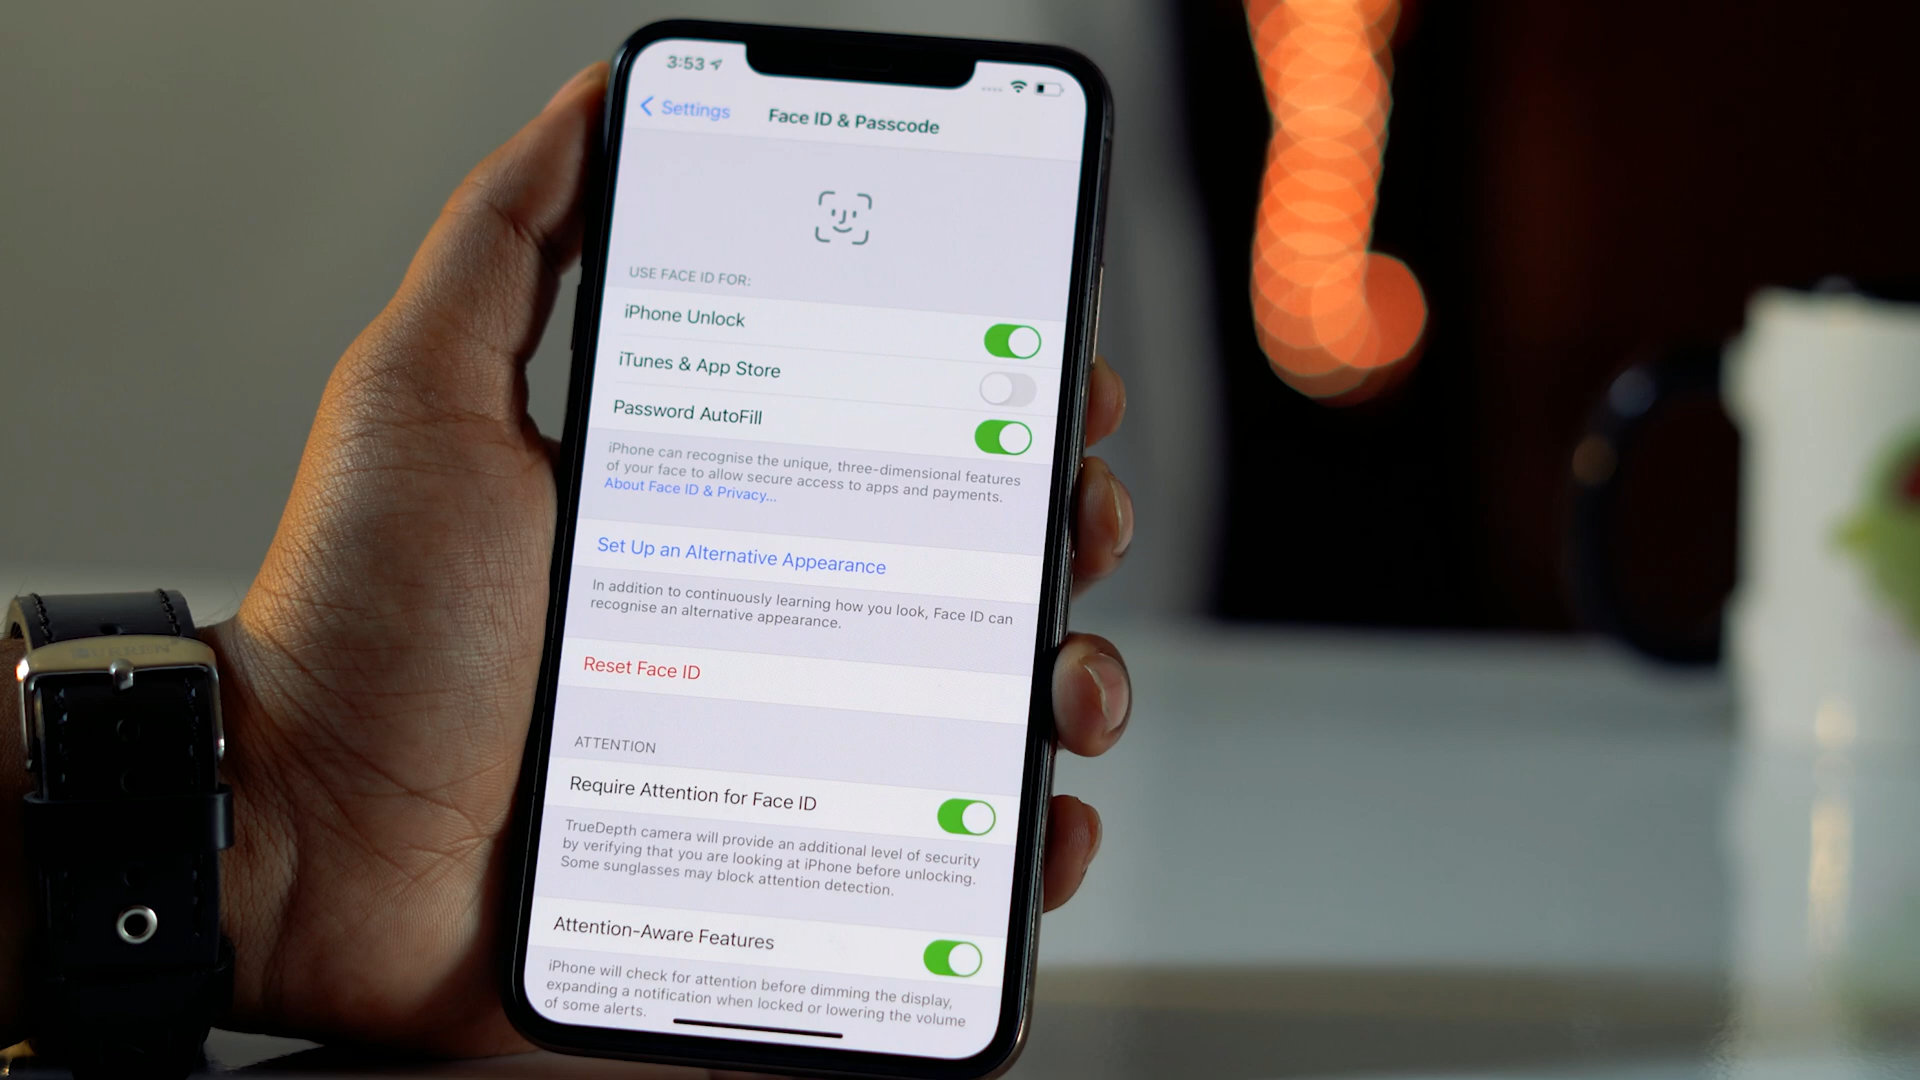 3:53
Settings
Face ID & Passcode
USE FACE ID FOR:
iPhone Unlock
iTunes & App Store
Password AutoFill
iPhone can recognise the unique, three-dimensional features
of your face to allow secure access to apps and payments.
About Face ID & Privacy...
Set Up an Alternative Appearance
In addition to continuously learning how you look, Face ID can
recognise an alternative appearance.
Reset Face ID
ATTENTION
Require Attention for Face ID
TrueDepth camera will provide an additional level of security
by verifying that you are looking at iPhone before unlocking.
Some sunglasses may block attention detection.
Attention-Aware Features
iPhone will check for attention before dimming the display,
expanding a notification when locked or lowering the volume
of some alerts.
CURREN